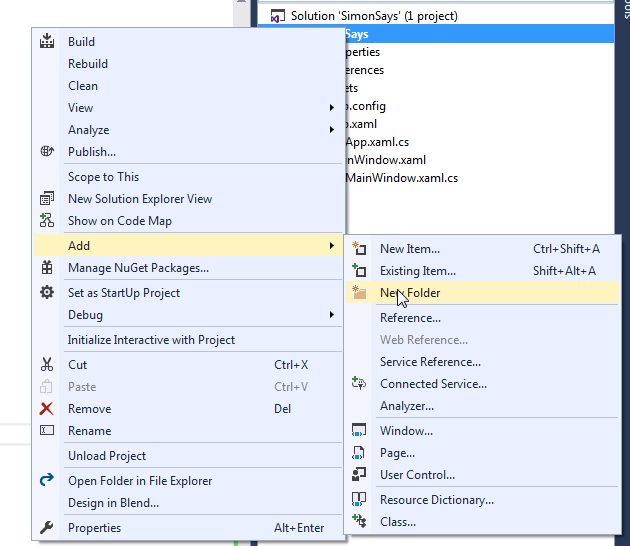 Solution 'SimonSays' (1 project)
Says
perties
erences
ets
.config
.xaml
App.xaml.cs
nWindow.xaml
MainWindow.xaml.cs
Build
Rebuild
Clean
View
Analyze
Publish...
Scope to This
New Solution Explorer View
Show on Code Map
Add
Manage NuGet Packages...
Set as StartUp Project
Debug
Initialize Interactive with Project
Cut Ctrl+X
Paste Ctrl+V
Remove Del
Rename
Unload Project
Open Folder in File Explorer
Design in Blend...
Properties Alt+Enter
New Item... Ctrl+Shift+A
Existing Item... Shift+Alt+A
New Folder
Reference...
Web Reference...
Service Reference...
Connected Service...
Analyzer...
Window...
Page...
User Control...
Resource Dictionary...
Class...